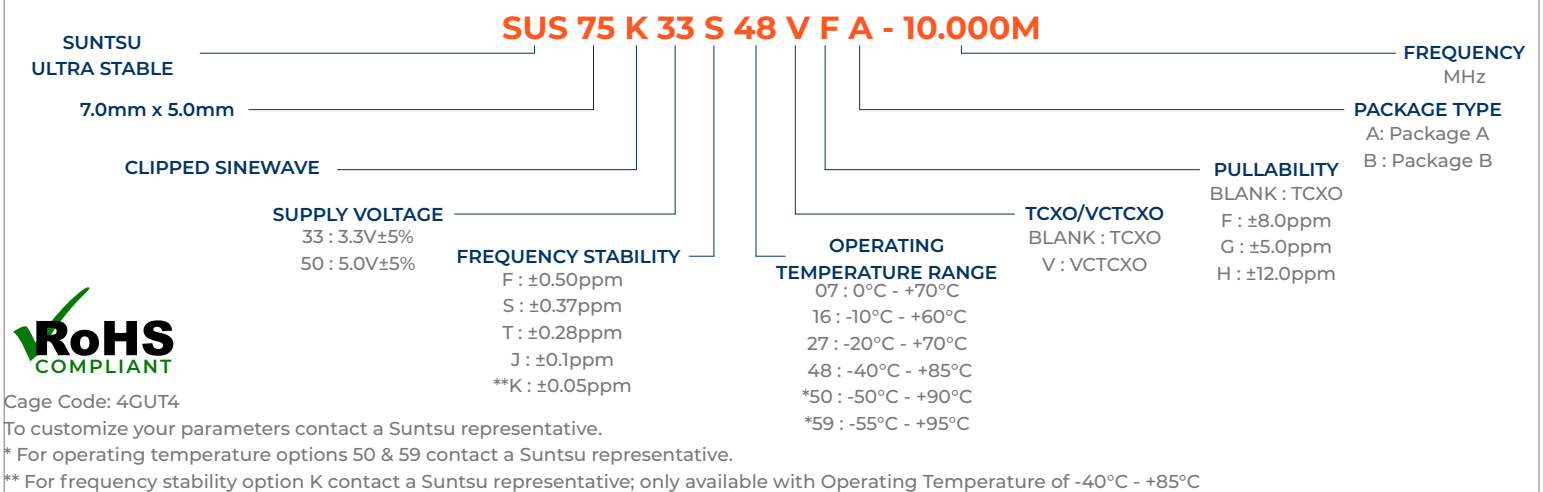 SUS 75 K 33 S 48 V F A - 10.000M
SUNTSU
ULTRA STABLE
7.0mm x 5.0mm
CLIPPED SINEWAVE
SUPPLY VOLTAGE
33 : 3.3V±5%
50 : 5.0V±5%
FREQUENCY STABILITY
F : ±0.50ppm
S : ±0.37ppm
T : ±0.28ppm
J : ±0.1ppm
**K : ±0.05ppm
OPERATING
TEMPERATURE RANGE
07 : 0°C - +70°C
16 : -10°C - +60°C
27 : -20°C - +70°C
48 : -40°C - +85°C
*50 : -50°C - +90°C
*59 : -55°C - +95°C
TCXO/VCTCXO
BLANK : TCXO
V : VCTCXO
PULLABILITY
BLANK : TCXO
F : ±8.0ppm
G : ±5.0ppm
H : ±12.0ppm
PACKAGE TYPE
A: Package A
B : Package B
FREQUENCY
MHz
RoHS
COMPLIANT
Cage Code: 4GUT4
To customize your parameters contact a Suntsu representative.
* For operating temperature options 50 & 59 contact a Suntsu representative.
** For frequency stability option K contact a Suntsu representative; only available with Operating Temperature of -40°C - +85°C